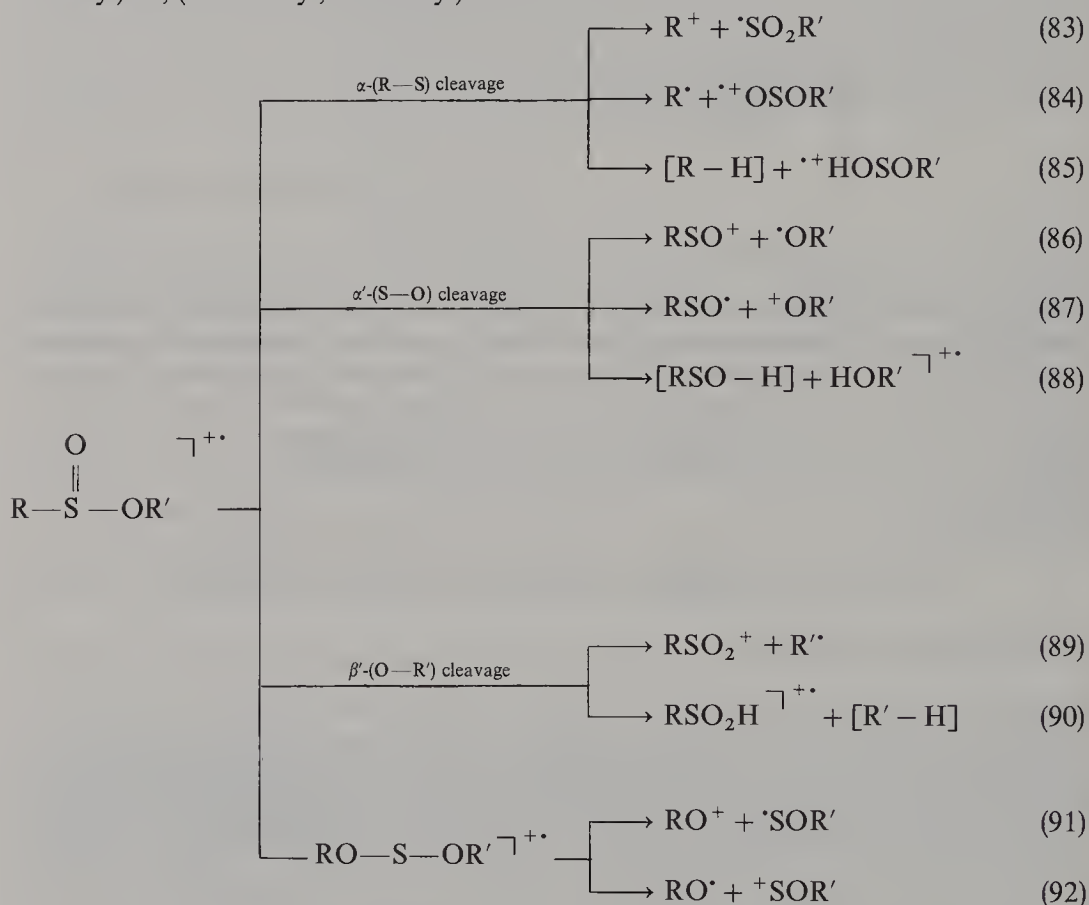 α-(R—S) cleavage
R⁺ + ˙SO₂R′ (83)
R˙ + ˙⁺OSOR′ (84)
[R – H] + ˙⁺HOSOR′ (85)
α′-(S—O) cleavage
RSO⁺ + ˙OR′ (86)
RSO˙ + ⁺OR′ (87)
[RSO – H] + HOR′ ⌉⁺˙ (88)
O ⌉⁺˙
||
R—S—OR′
β′-(O—R′) cleavage
RSO₂⁺ + R′˙ (89)
RSO₂H ⌉⁺˙ + [R′ – H] (90)
RO—S—OR′ ⌉⁺˙
RO⁺ + ˙SOR′ (91)
RO˙ + ⁺SOR′ (92)